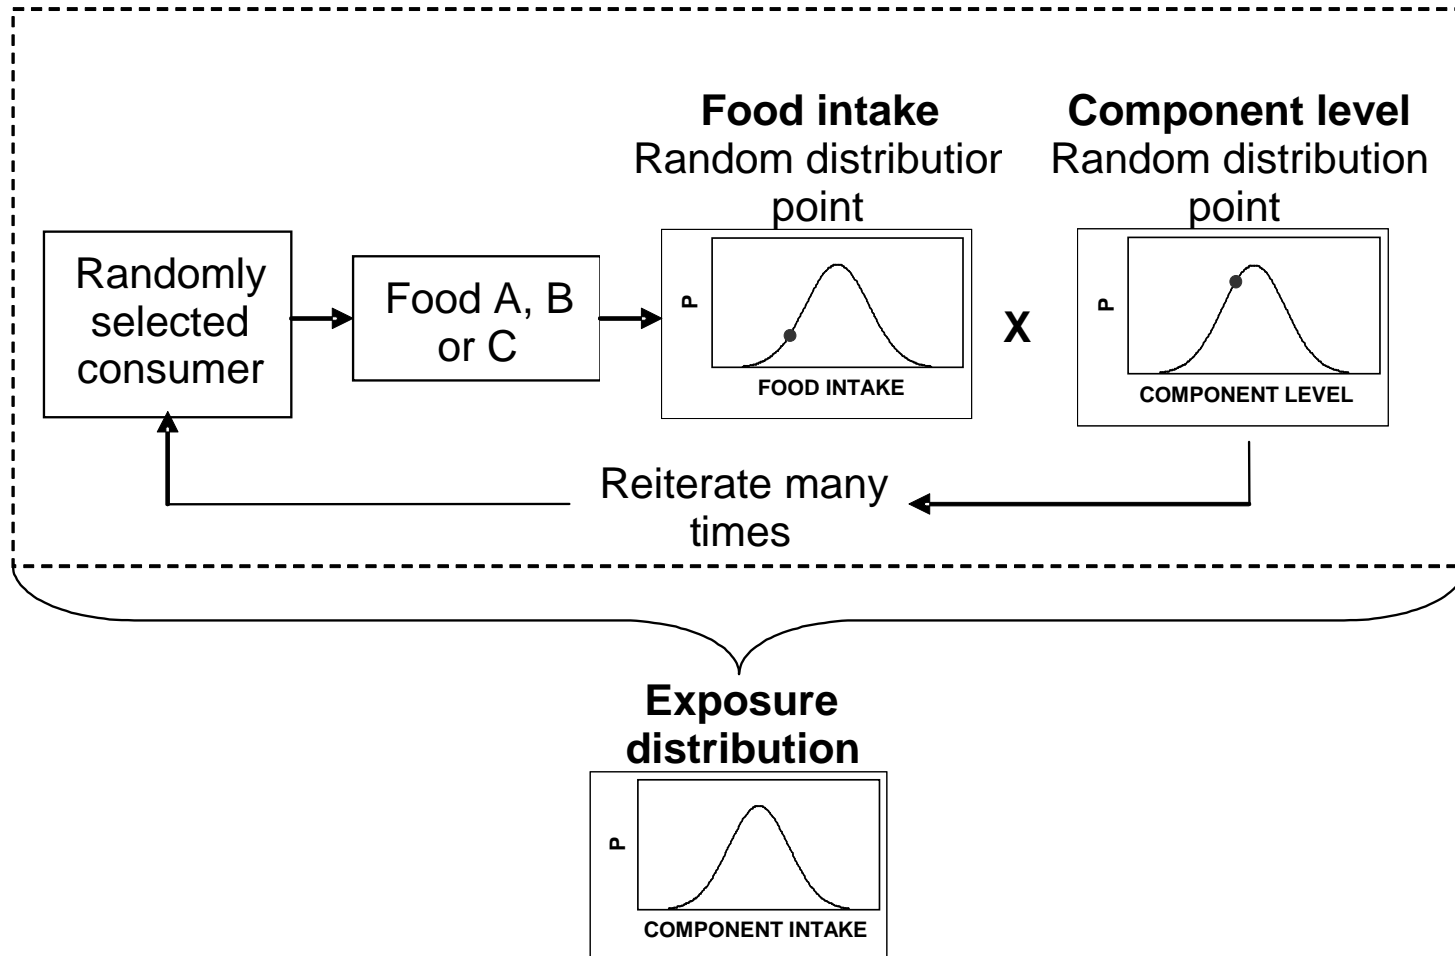 Food intake
Random distribution
point
Component level
Random distribution
point
Randomly
selected
consumer
Food A, B
or C
P
FOOD INTAKE
X
P
COMPONENT LEVEL
Reiterate many
times
Exposure
distribution
P
COMPONENT INTAKE